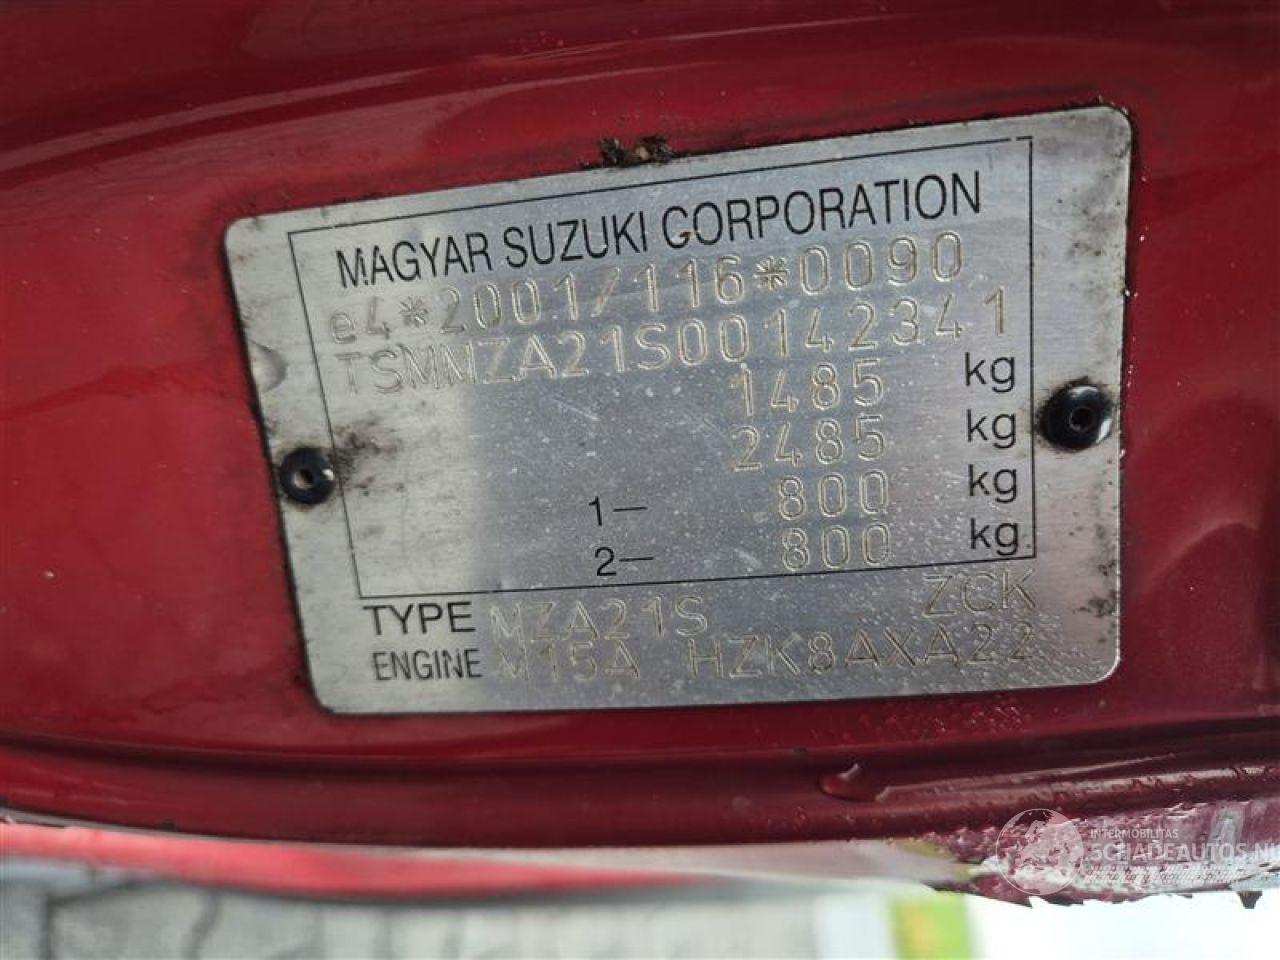 MAGYAR SUZUKI CORPORATION
e4*2001/116*0090
TSMMZA21S00142341
1485 kg
2485 kg
1– 800 kg
2– 800 kg
TYPE MZA21S ZCK
ENGINE M15A HZK8AXA22
INTERMOBILITAS
SCHADEAUTOS.NL